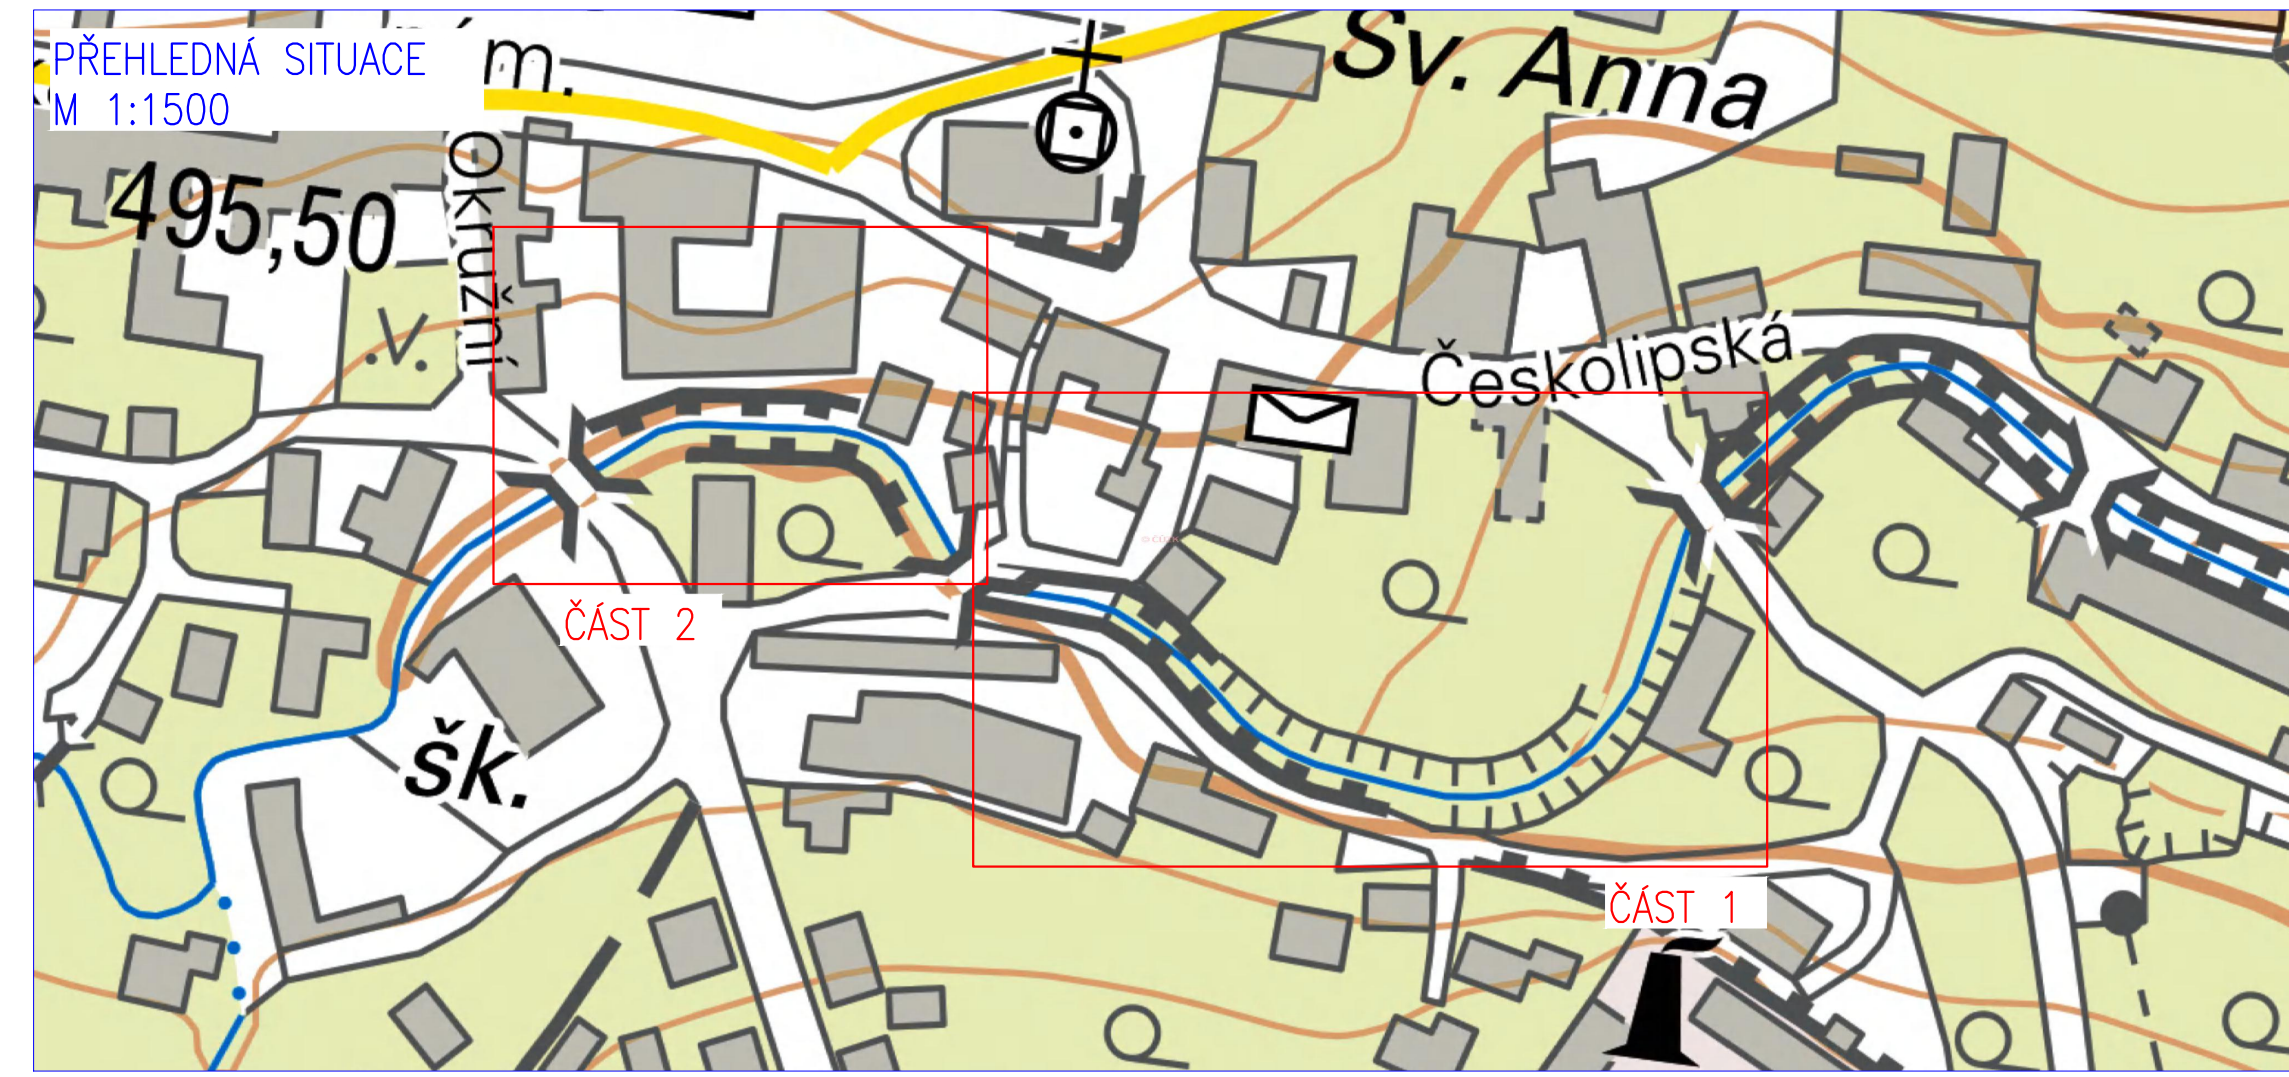 PŘEHLEDNÁ SITUACE
M 1:1500
m.
Sv. Anna
495,50
Okružní
Českolipská
ČÁST 2
šk.
ČÁST 1